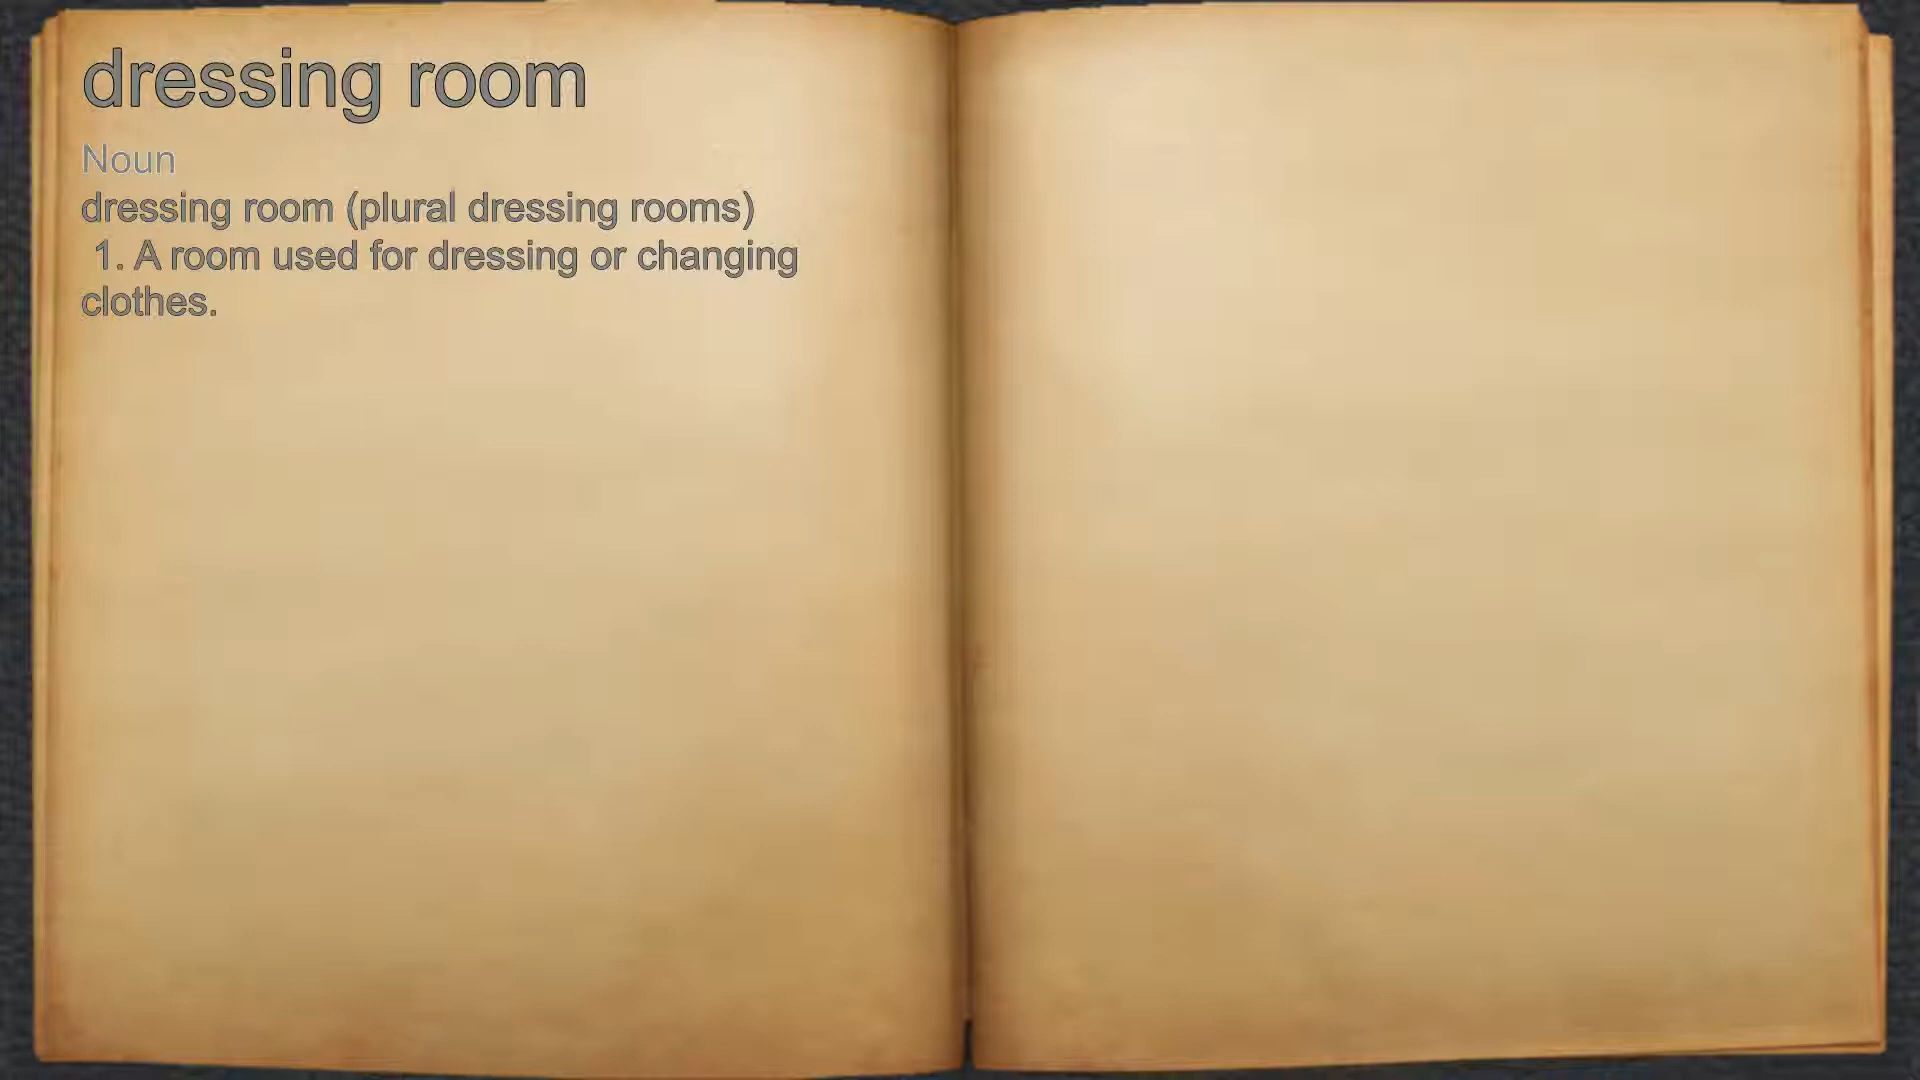 dressing room
Noun
dressing room (plural dressing rooms)
1. A room used for dressing or changing
clothes.